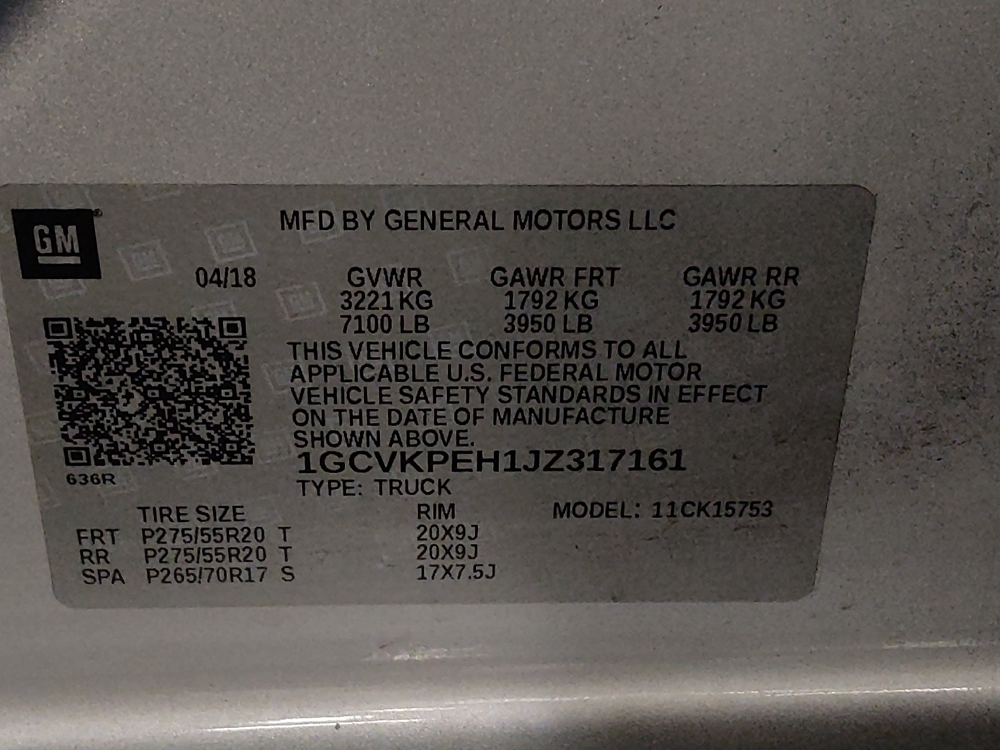 GM
MFD BY GENERAL MOTORS LLC
04/18 GVWR GAWR FRT GAWR RR
3221 KG 1792 KG 1792 KG
7100 LB 3950 LB 3950 LB
THIS VEHICLE CONFORMS TO ALL
APPLICABLE U.S. FEDERAL MOTOR
VEHICLE SAFETY STANDARDS IN EFFECT
ON THE DATE OF MANUFACTURE
SHOWN ABOVE.
1GCVKPEH1JZ317161
636R
TYPE: TRUCK
TIRE SIZE RIM MODEL: 11CK15753
FRT P275/55R20 T 20X9J
RR P275/55R20 T 20X9J
SPA P265/70R17 S 17X7.5J